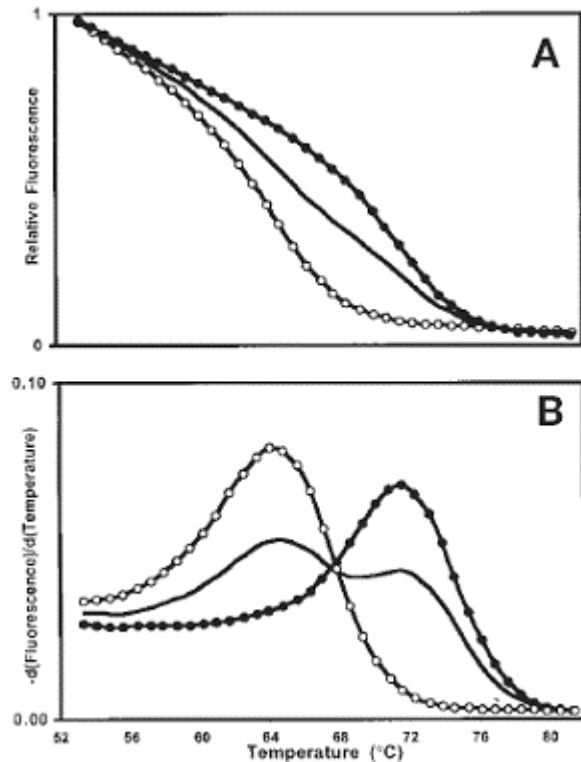 1
A
Relative Fluorescence
0
0.10
B
-d(Fluorescence)/d(Temperature)
0.00
52 56 60 64 68 72 76 80
Temperature (°C)